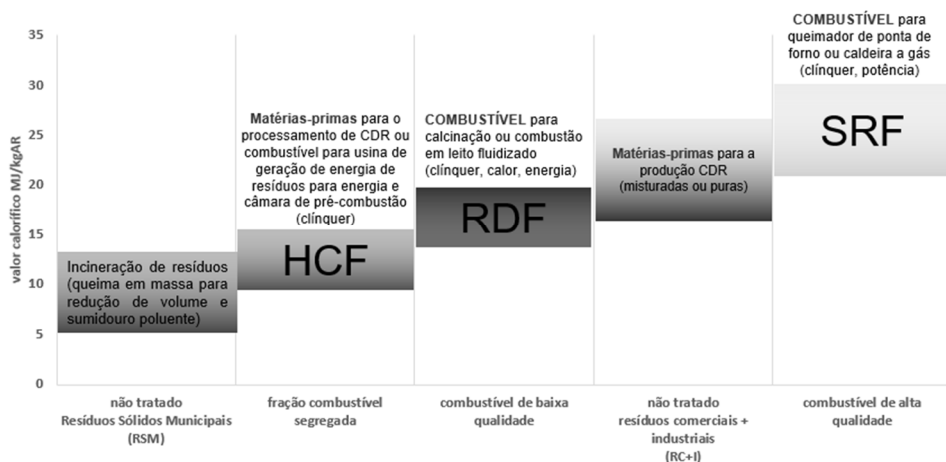 valor calorífico MJ/kgAR
35
30
25
20
15
10
5
0
Incineração de resíduos
(queima em massa para
redução de volume e
sumidouro poluente)
não tratado
Resíduos Sólidos Municipais
(RSM)
Matérias-primas para o
processamento de CDR ou
combustível para usina de
geração de energia de
resíduos para energia e
câmara de pré-combustão
(clínquer)
HCF
fração combustível
segregada
COMBUSTÍVEL para
calcinação ou combustão
em leito fluidizado
(clínquer, calor, energia)
RDF
combustível de baixa
qualidade
Matérias-primas para a
produção CDR
(misturadas ou puras)
não tratado
resíduos comerciais +
industriais
(RC+I)
COMBUSTÍVEL para
queimador de ponta de
forno ou caldeira a gás
(clínquer, potência)
SRF
combustível de alta
qualidade